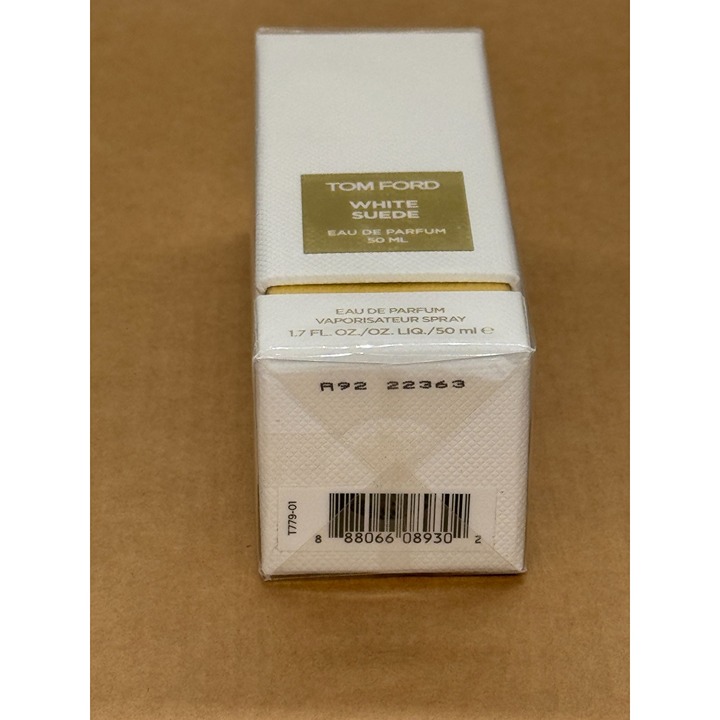 TOM FORD
WHITE
SUEDE
EAU DE PARFUM
50 ML
EAU DE PARFUM
VAPORISATEUR SPRAY
1.7 FL. OZ./OZ. LIQ./50 ml ℮
A92 22363
T779-01
8 88066 08930 2